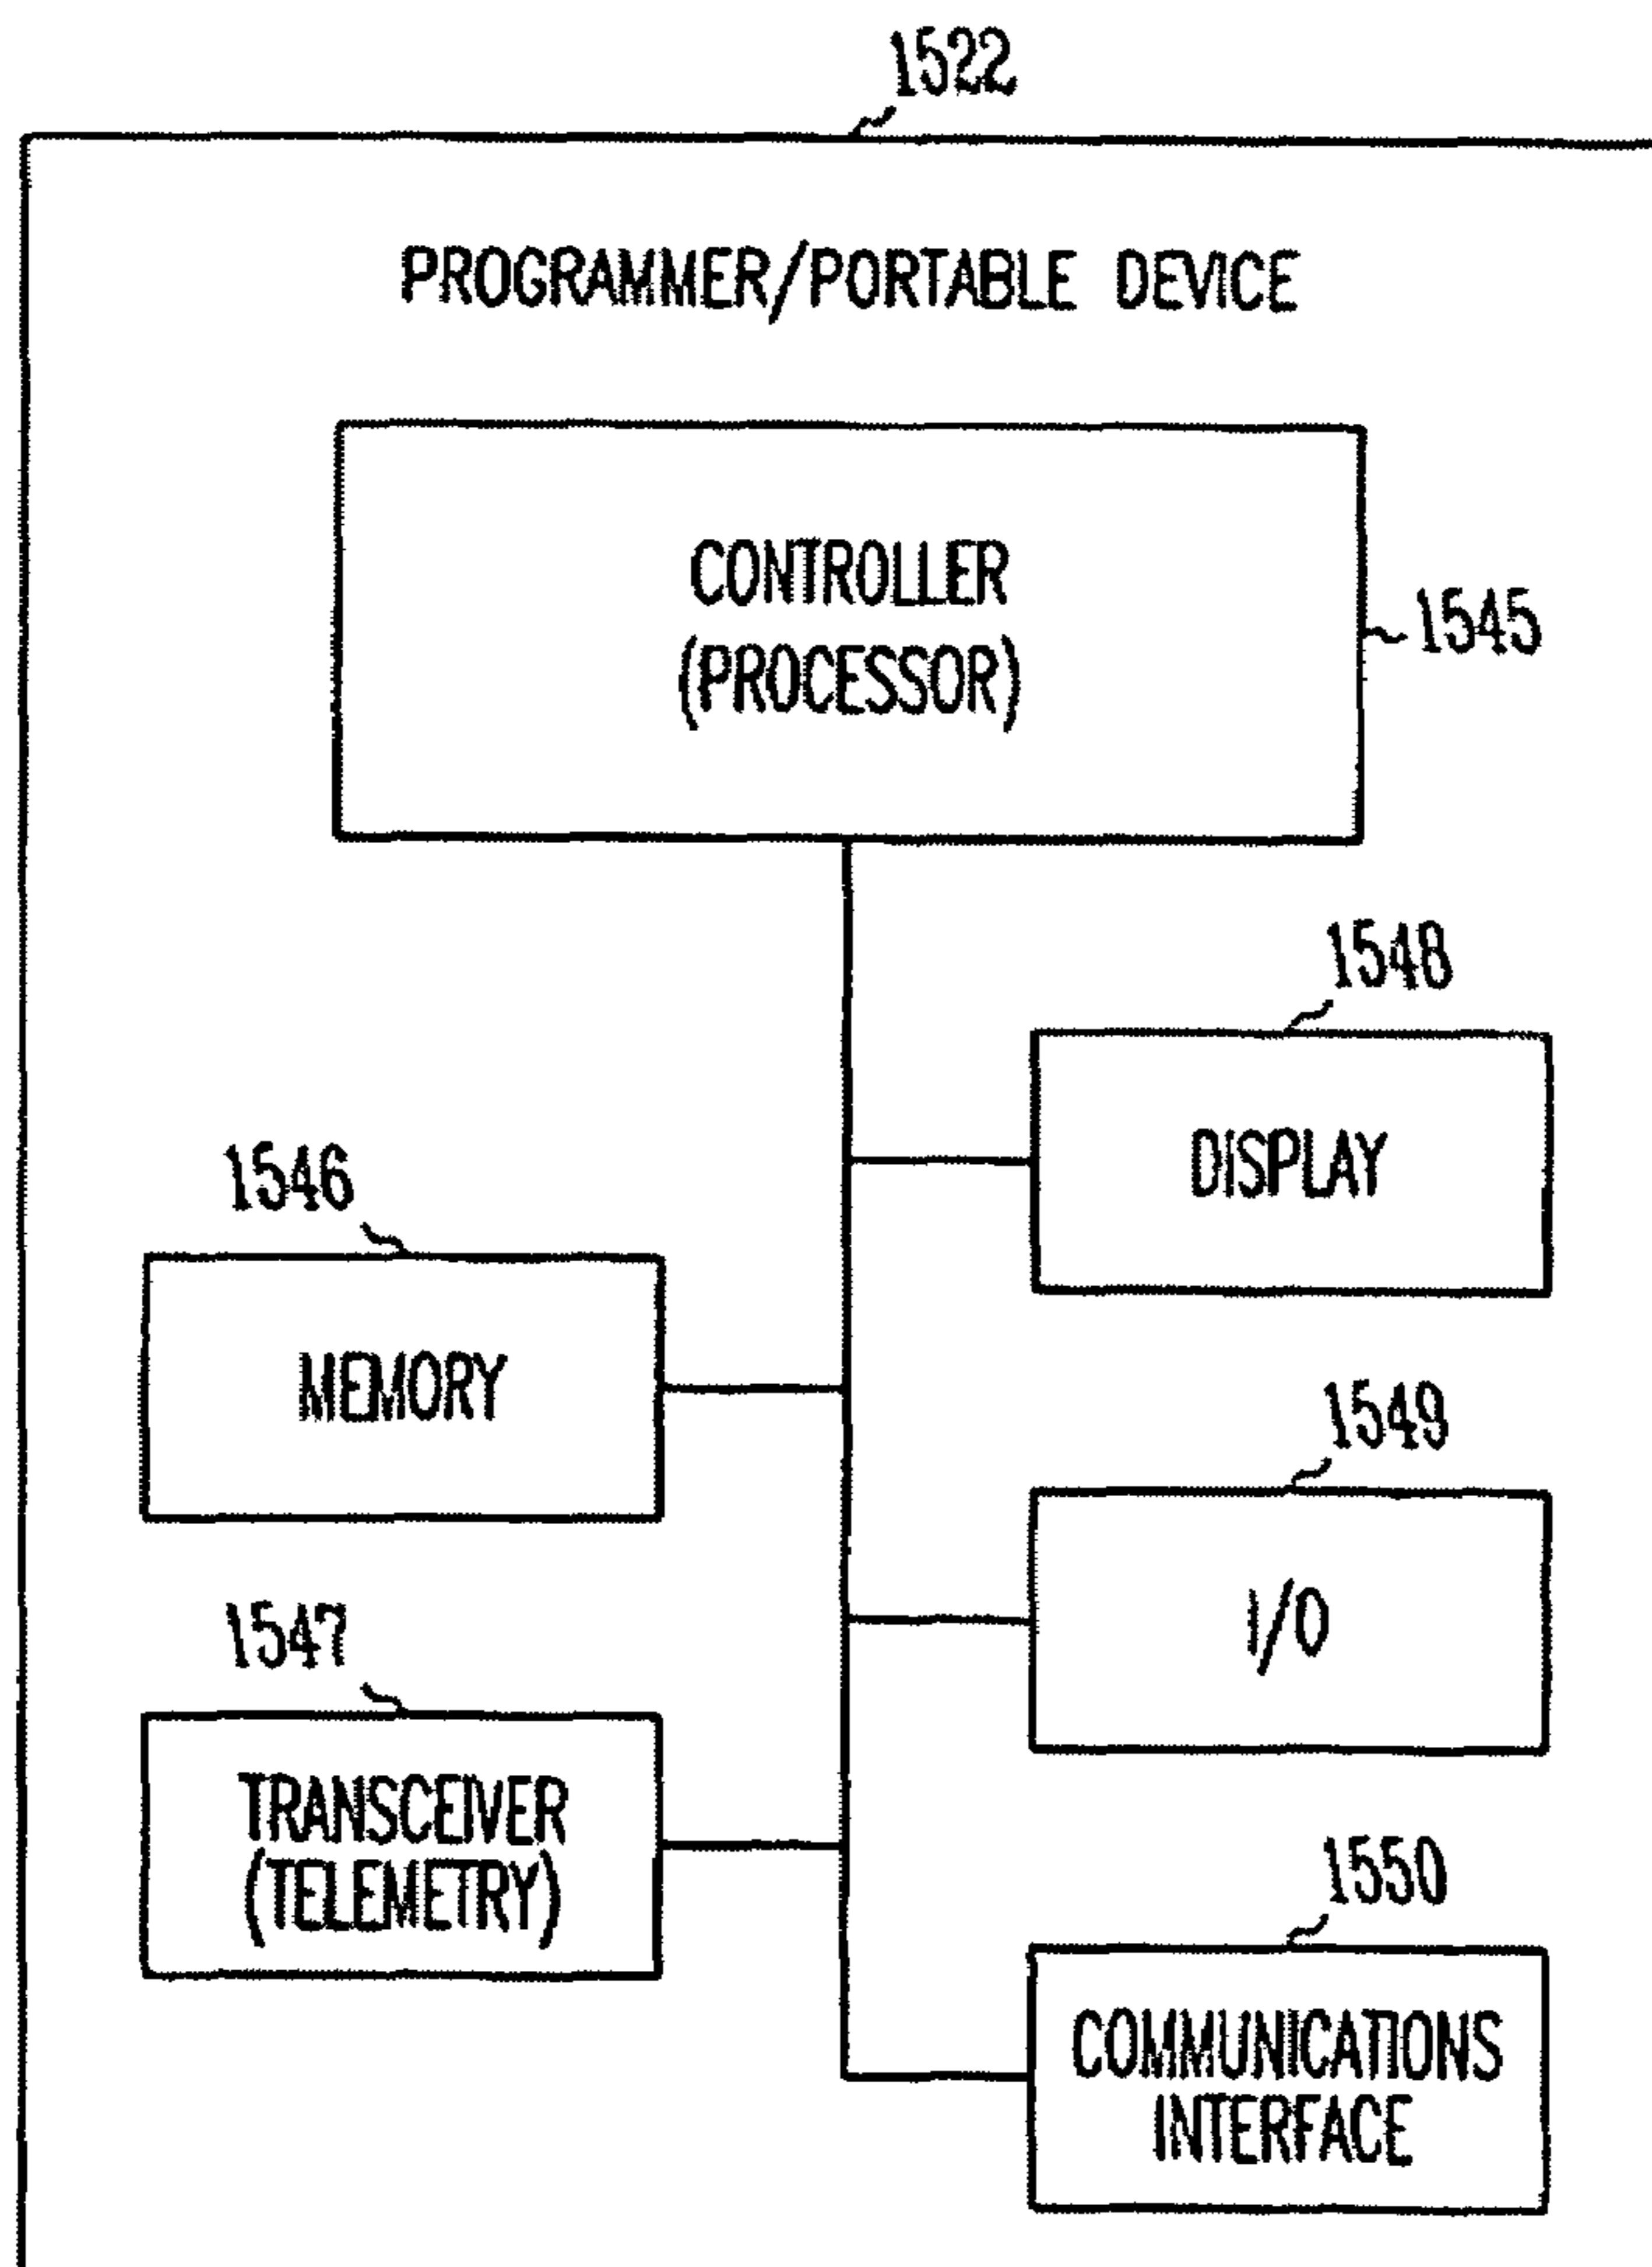 1522
PROGRAMMER/PORTABLE DEVICE
CONTROLLER
(PROCESSOR)
1545
1548
DISPLAY
1546
MEMORY
1549
I/O
1547
TRANSCEIVER
(TELEMETRY)
1550
COMMUNICATIONS
INTERFACE